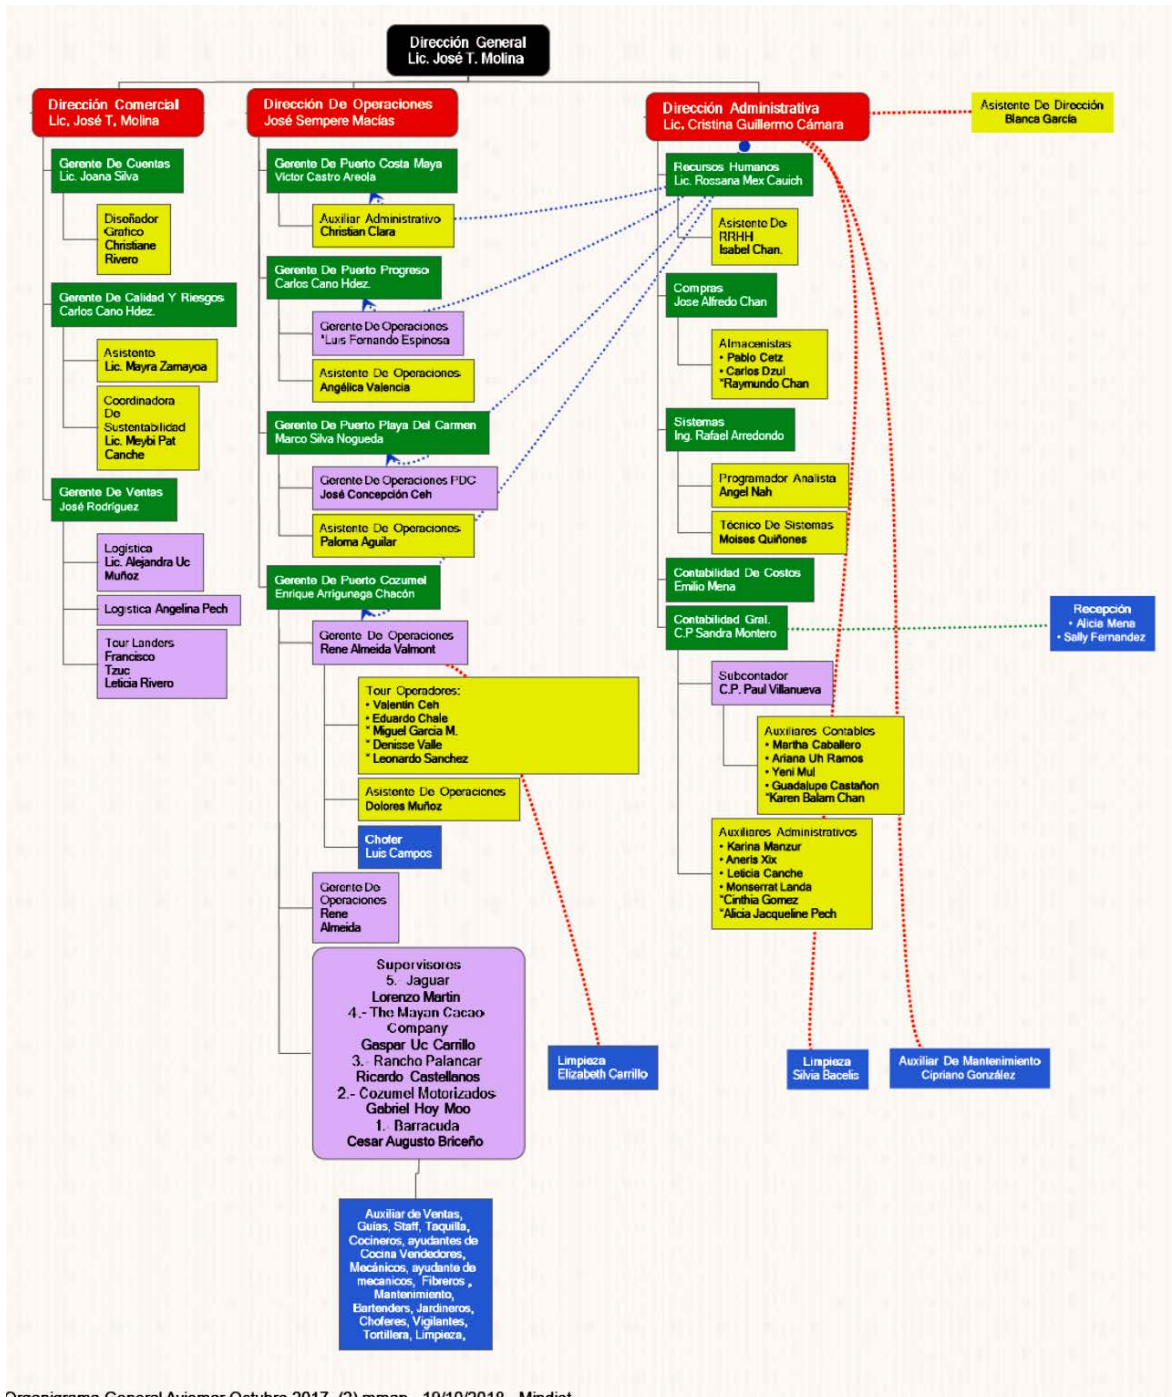 Dirección General
Lic. José T. Molina
Dirección Comercial
Lic, José T, Molina
Gerente De Cuentas
Lic. Joana Silva
Diseñador
Grafico
Christiane
Rivero
Gerente De Calidad Y Riesgos
Carlos Cano Hdez.
Asistente
Lic. Mayra Zamayoa
Coordinadora
De
Sustentabilidad
Lic. Meybi Pat
Canche
Gerente De Ventas
José Rodríguez
Logística
Lic. Alejandra Uc
Muñoz
Logistica Angelina Pech
Tour Landers
Francisco
Tzuc
Leticia Rivero
Dirección De Operaciones
José Sempere Macías
Gerente De Puerto Costa Maya
Víctor Castro Areola
Auxiliar Administrativo
Christian Clara
Gerente De Puerto Progreso
Carlos Cano Hdez.
Gerente De Operaciones
*Luis Fernando Espinosa
Asistente De Operaciones
Angélica Valencia
Gerente De Puerto Playa Del Carmen
Marco Silva Nogueda
Gerente De Operaciones PDC
José Concepción Ceh
Asistente De Operaciones
Paloma Aguilar
Gerente De Puerto Cozumel
Enrique Arrigunaga Chacón
Gerente De Operaciones
Rene Almeida Valmont
Tour Operadores:
• Valentin Ceh
• Eduardo Chale
* Miguel Garcia M.
* Denisse Valle
* Leonardo Sanchez
Asistente De Operaciones
Dolores Muñoz
Chofer
Luis Campos
Gerente De
Operaciones
Rene
Almeida
Supervisores
5.- Jaguar
Lorenzo Martin
4.- The Mayan Cacao
Company
Gaspar Uc Carrillo
3.- Rancho Palancar
Ricardo Castellanos
2.- Cozumel Motorizados
Gabriel Hoy Moo
1.- Barracuda
Cesar Augusto Briceño
Auxiliar de Ventas,
Guías, Staff, Taquilla,
Cocineros, ayudantes de
Cocina Vendedores,
Mecánicos, ayudante de
mecanicos, Fibreros ,
Mantenimiento,
Bartenders, Jardineros,
Choferes, Vigilantes,
Tortillera, Limpieza,
Limpieza
Elizabeth Carrillo
Dirección Administrativa
Lic. Cristina Guillermo Cámara
Asistente De Dirección
Blanca García
Recursos Humanos
Lic. Rossana Mex Cauich
Asistente De
RRHH
Isabel Chan.
Compras
Jose Alfredo Chan
Almacenistas
• Pablo Cetz
• Carlos Dzul
*Raymundo Chan
Sistemas
Ing. Rafael Arredondo
Programador Analista
Angel Nah
Técnico De Sistemas
Moises Quiñones
Contabilidad De Costos
Emilio Mena
Contabilidad Gral.
C.P Sandra Montero
Recepción
• Alicia Mena
• Sally Fernandez
Subcontador
C.P. Paul Villanueva
Auxiliares Contables
• Martha Caballero
• Ariana Uh Ramos
• Yeni Mul
• Guadalupe Castañon
*Karen Balam Chan
Auxiliares Administrativos
• Karina Manzur
• Aneris Xix
• Leticia Canche
• Monserrat Landa
*Cinthia Gomez
*Alicia Jacqueline Pech
Limpieza
Silvia Bacelis
Auxiliar De Mantenimiento
Cipriano González
Organigrama General Aviomar Octubre 2017 (3).mmap - 19/10/2018 - Mindjet